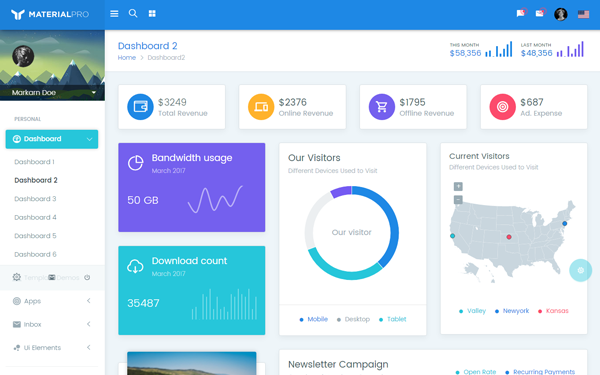 MATERIALPRO
Markarn Doe
PERSONAL
Dashboard
Dashboard 1
Dashboard 2
Dashboard 3
Dashboard 4
Dashboard 5
Dashboard 6
Demos
Apps
Inbox
Ui Elements
Dashboard 2
Home > Dashboard2
THIS MONTH
$58,356
LAST MONTH
$48,356
$3249
Total Revenue
$2376
Online Revenue
$1795
Offline Revenue
$687
Ad. Expense
Bandwidth usage
March 2017
50 GB
Download count
March 2017
35487
Our Visitors
Different Devices Used to Visit
Our visitor
Mobile
Desktop
Tablet
Current Visitors
Different Devices Used to Visit
+
-
Valley
Newyork
Kansas
Newsletter Campaign
Open Rate
Recurring Payments